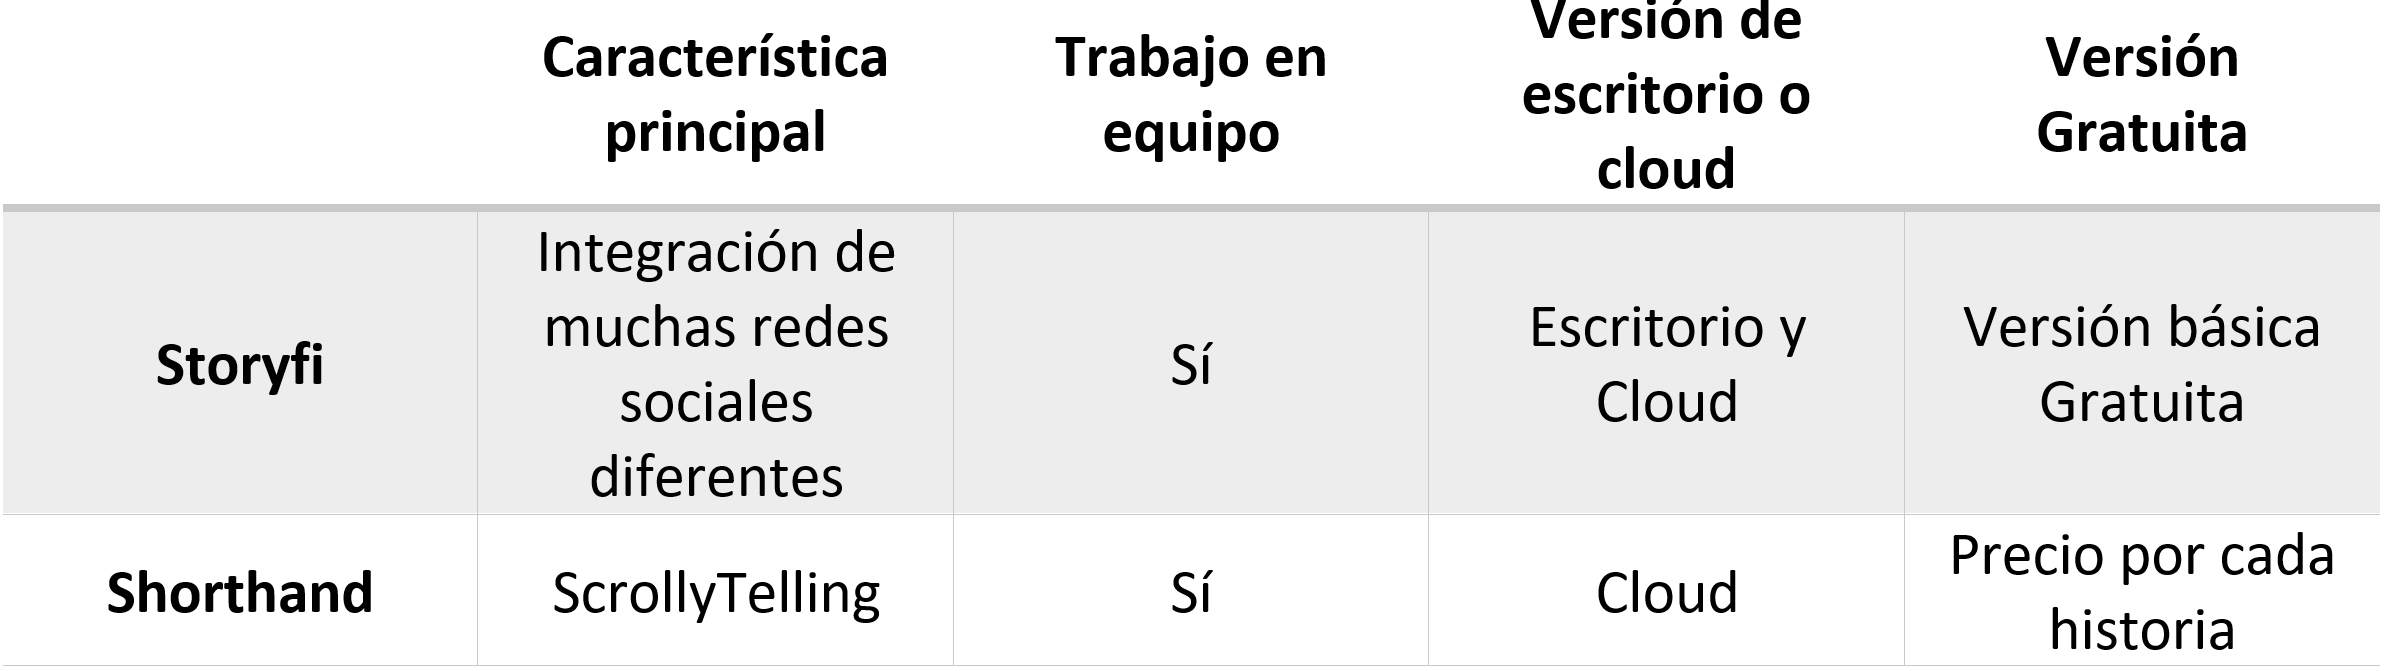 Característica
principal
Trabajo en
equipo
Versión de
escritorio o
cloud
Versión
Gratuita
Storyfi
Integración de
muchas redes
sociales
diferentes
Sí
Escritorio y
Cloud
Versión básica
Gratuita
Shorthand
ScrollyTelling
Sí
Cloud
Precio por cada
historia